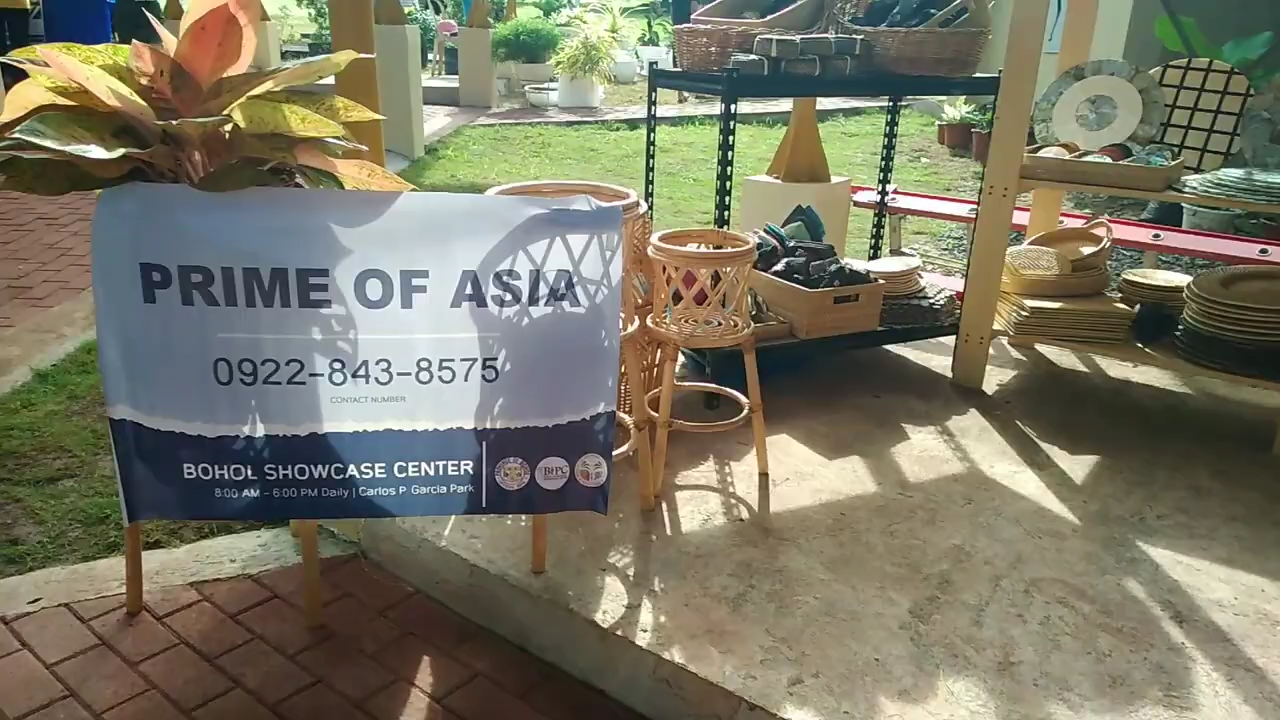 PRIME OF ASIA
0922-843-8575
CONTACT NUMBER
BOHOL SHOWCASE CENTER
8:00 AM - 6:00 PM Daily | Carlos P. Garcia Park
BIPC